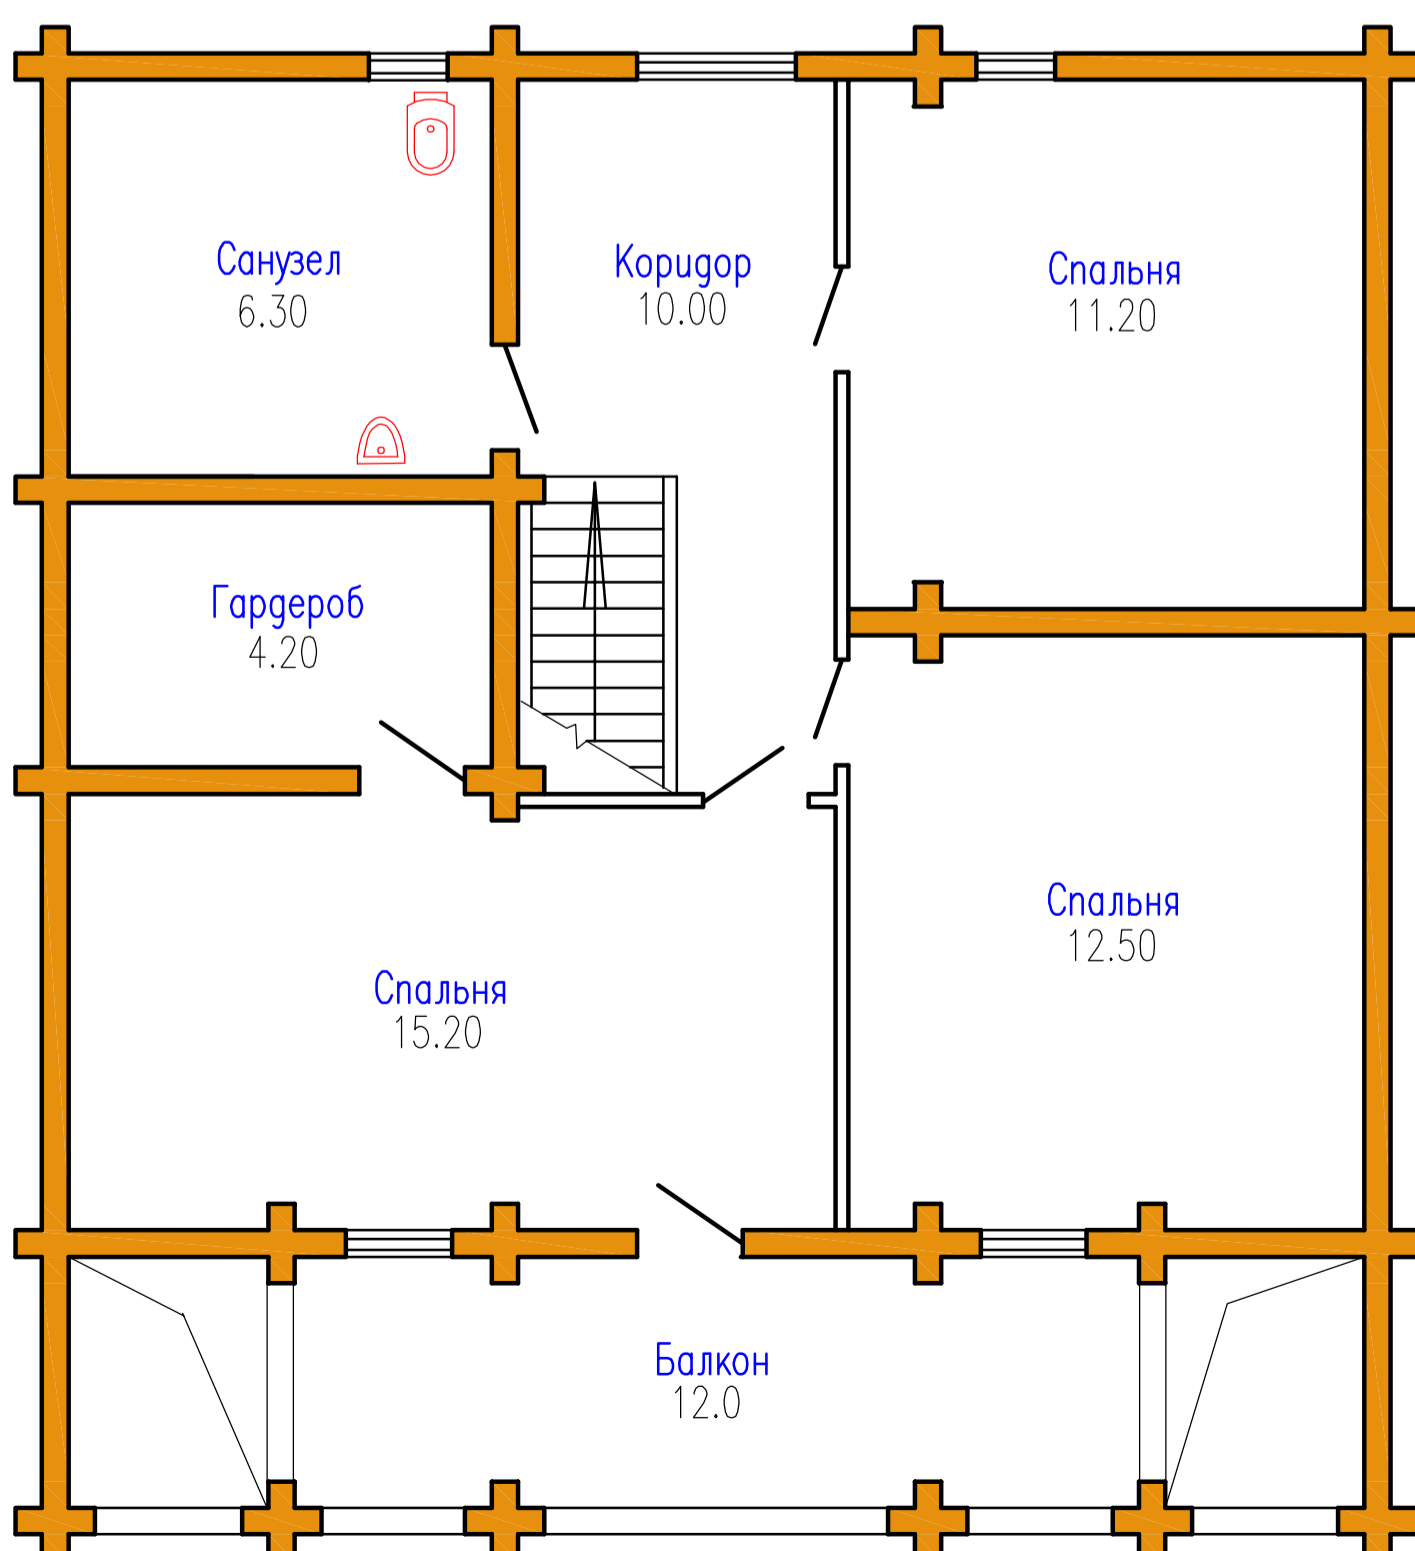 Санузел
6.30
Коридор
10.00
Спальня
11.20
Гардероб
4.20
Спальня
12.50
Спальня
15.20
Балкон
12.0